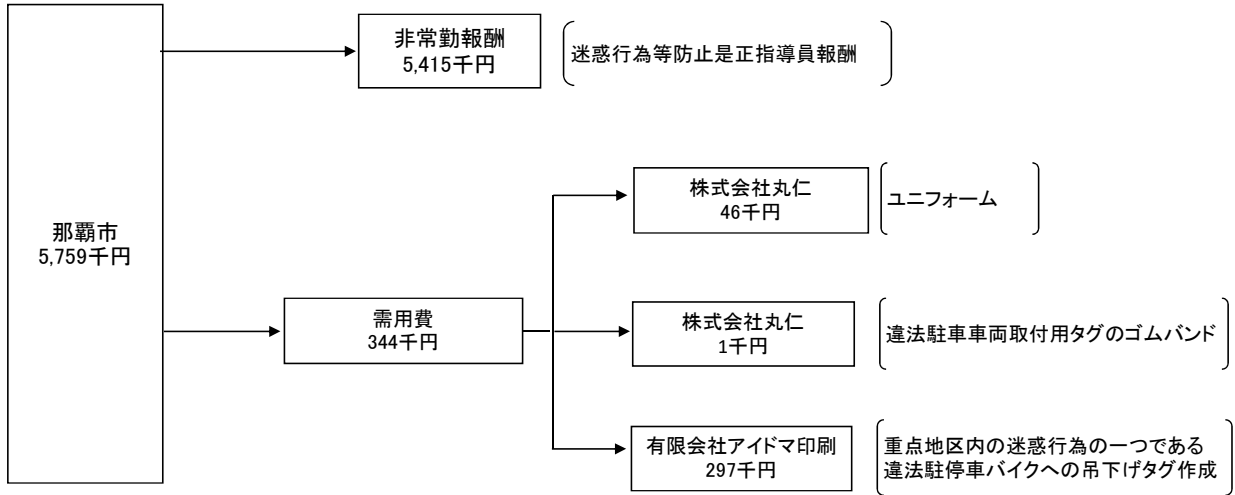 非常勤報酬
5,415千円
迷惑行為等防止是正指導員報酬
株式会社丸仁
46千円
ユニフォーム
那覇市
5,759千円
需用費
344千円
株式会社丸仁
1千円
違法駐車車両取付用タグのゴムバンド
有限会社アイドマ印刷
297千円
重点地区内の迷惑行為の一つである
違法駐停車バイクへの吊下げタグ作成